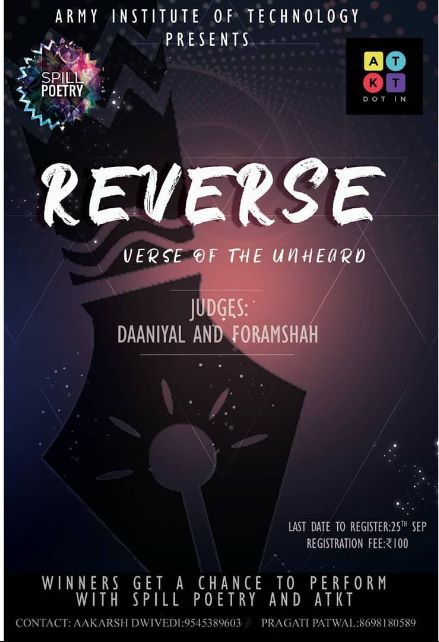 ARMY INSTITUTE OF TECHNOLOGY
PRESENTS
SPILL
POETRY
A T
K T
DOT IN
REVERSE
VERSE OF THE UNHEARD
JUDGES:
DAANIYAL AND FORAMSHAH
LAST DATE TO REGISTER:25TH SEP
REGISTRATION FEE:₹100
WINNERS GET A CHANCE TO PERFORM
WITH SPILL POETRY AND ATKT
CONTACT: AAKARSH DWIVEDI:9545389603 / PRAGATI PATWAL:8698180589